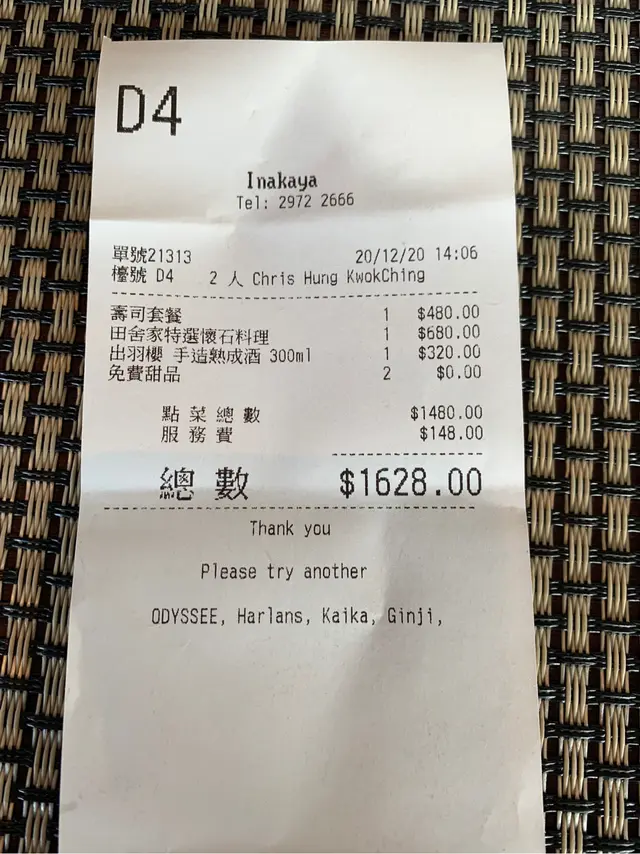 D4
Inakaya
Tel: 2972 2666
單號21313 20/12/20 14:06
檯號 D4 2 人 Chris Hung KwokChing
壽司套餐 1 $480.00
田舍家特選懷石料理 1 $680.00
出羽櫻 手造熟成酒 300ml 1 $320.00
免費甜品 2 $0.00
點菜總數 $1480.00
服務費 $148.00
總數 $1628.00
Thank you
Please try another
ODYSSEE, Harlans, Kaika, Ginji,